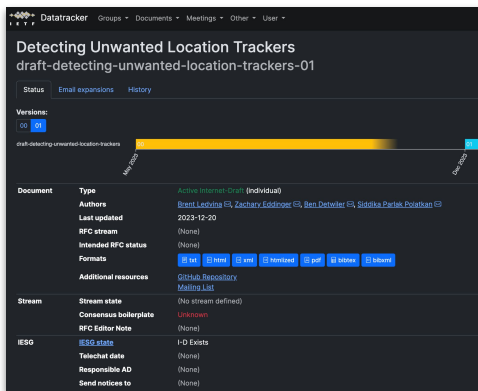 I E T F
Datatracker Groups Documents Meetings Other User
Detecting Unwanted Location Trackers
draft-detecting-unwanted-location-trackers-01
Status Email expansions History
Versions:
00 01
draft-detecting-unwanted-location-trackers 00 01
May 2023 Dec 2023
Document Type Active Internet-Draft (individual)
Authors Brent Ledvina, Zachary Eddinger, Ben Detwiler, Siddika Parlak Polatkan
Last updated 2023-12-20
RFC stream (None)
Intended RFC status (None)
Formats txt html xml htmlized pdf bibtex bibxml
Additional resources GitHub Repository
Mailing List
Stream Stream state (No stream defined)
Consensus boilerplate Unknown
RFC Editor Note (None)
IESG IESG state I-D Exists
Telechat date (None)
Responsible AD (None)
Send notices to (None)